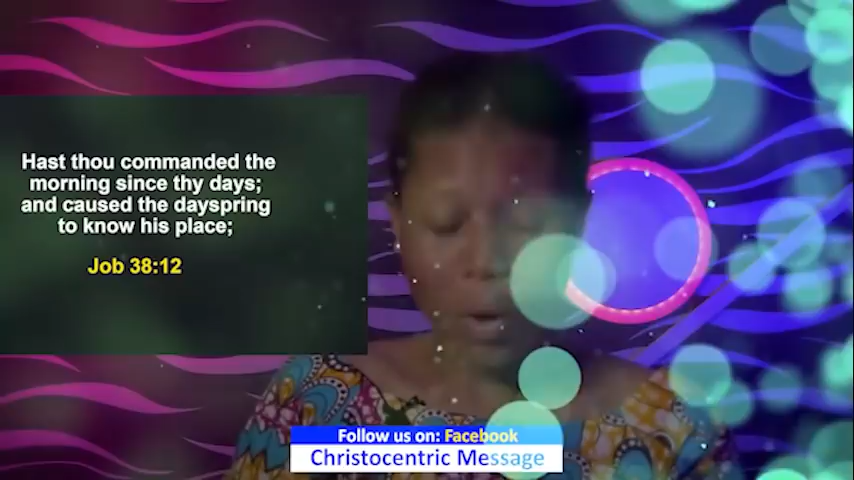 Hast thou commanded the
morning since thy days;
and caused the dayspring
to know his place;
Job 38:12
Follow us on: Facebook
Christocentric Message